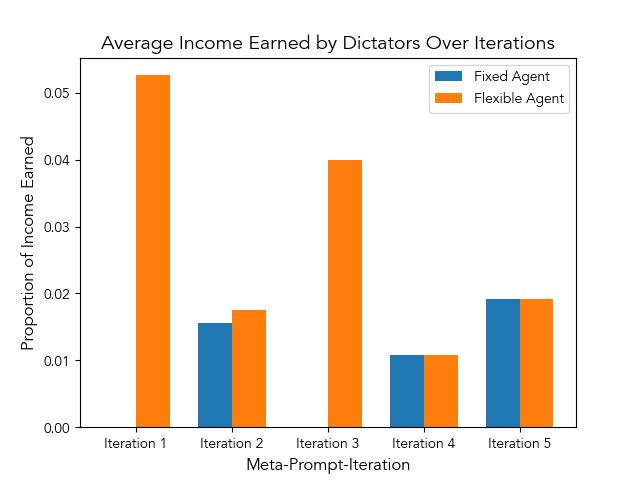 Average Income Earned by Dictators Over Iterations
Fixed Agent
Flexible Agent
Proportion of Income Earned
0.05
0.04
0.03
0.02
0.01
0.00
Iteration 1 Iteration 2 Iteration 3 Iteration 4 Iteration 5
Meta-Prompt-Iteration